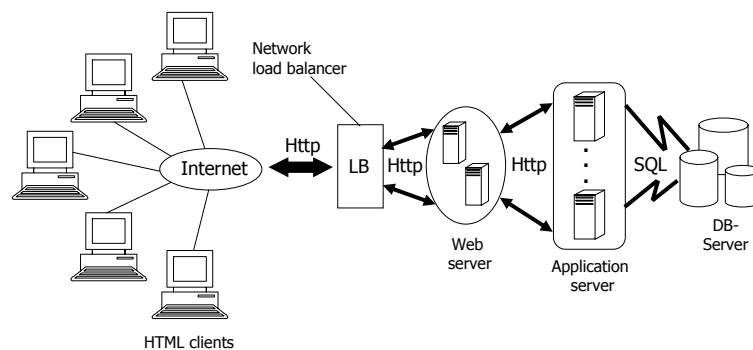 Network
load balancer
Http
Internet
LB
Http
Http
SQL
Web
server
Application
server
DB-
Server
HTML clients